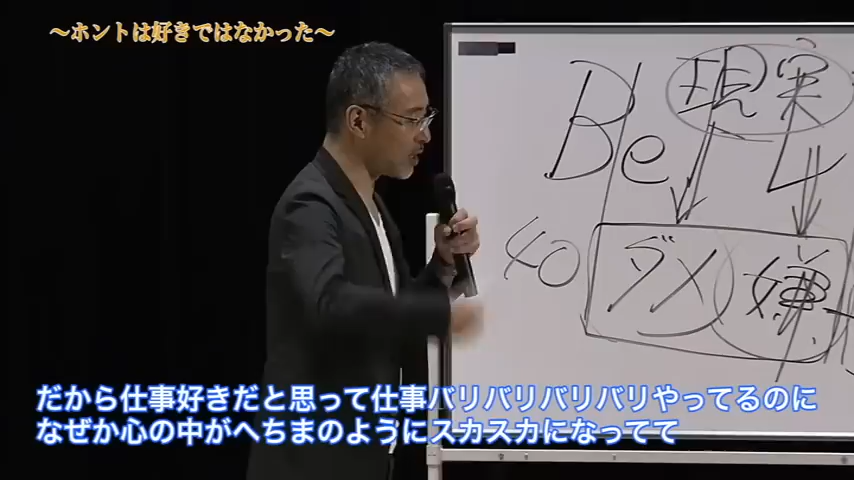 ～ホントは好きではなかった～
Be 現実
40 ダメ 嫌
だから仕事好きだと思って仕事バリバリバリバリやってるのに
なぜか心の中がへちまのようにスカスカになってて